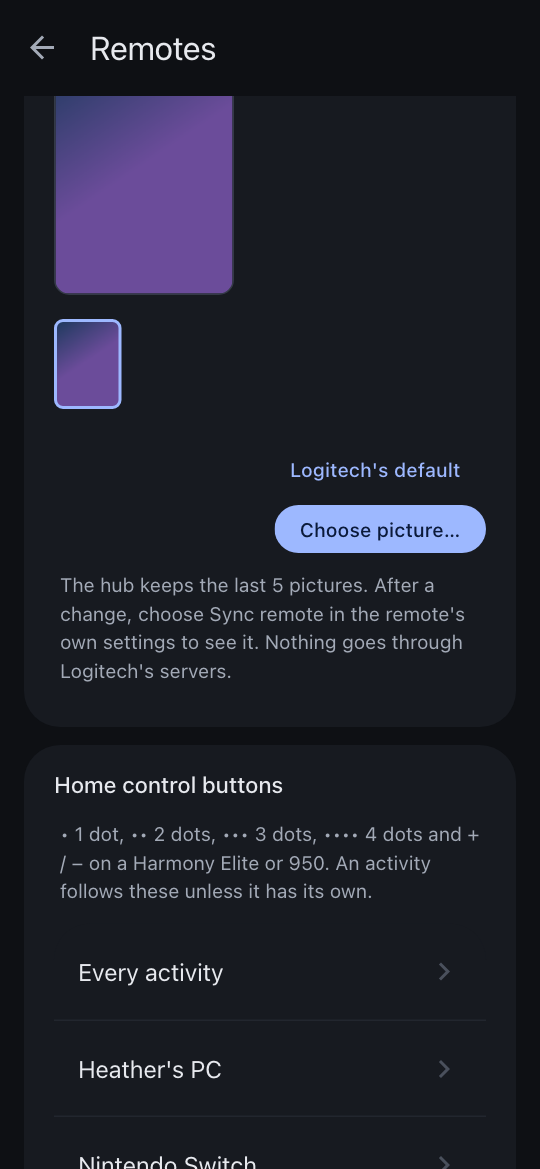 Remotes
Logitech's default
Choose picture...
The hub keeps the last 5 pictures. After a
change, choose Sync remote in the remote's
own settings to see it. Nothing goes through
Logitech's servers.
Home control buttons
• 1 dot, •• 2 dots, ••• 3 dots, •••• 4 dots and +
/ – on a Harmony Elite or 950. An activity
follows these unless it has its own.
Every activity
Heather's PC
Nintendo Switch